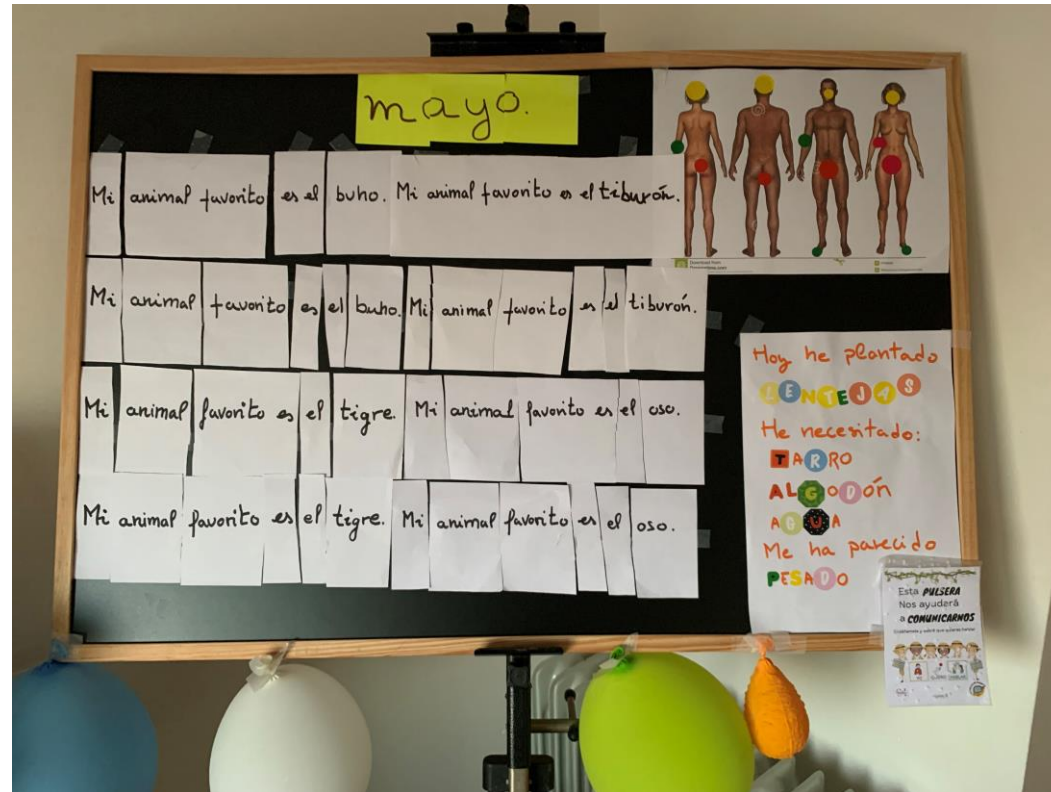 mayo.
Mi animal favorito es el buho. Mi animal favorito es el tiburón.
Mi animal favorito es el buho. Mi animal favorito es el tiburón.
Mi animal favorito es el tigre. Mi animal favorito es el oso.
Mi animal favorito es el tigre. Mi animal favorito es el oso.
Download from
Hoy he plantado
LENTEJAS
He necesitado:
TARRO
ALGODÓN
AGUA
Me ha parecido
PESADO
Esta PULSERA
Nos ayudará
a COMUNICARNOS